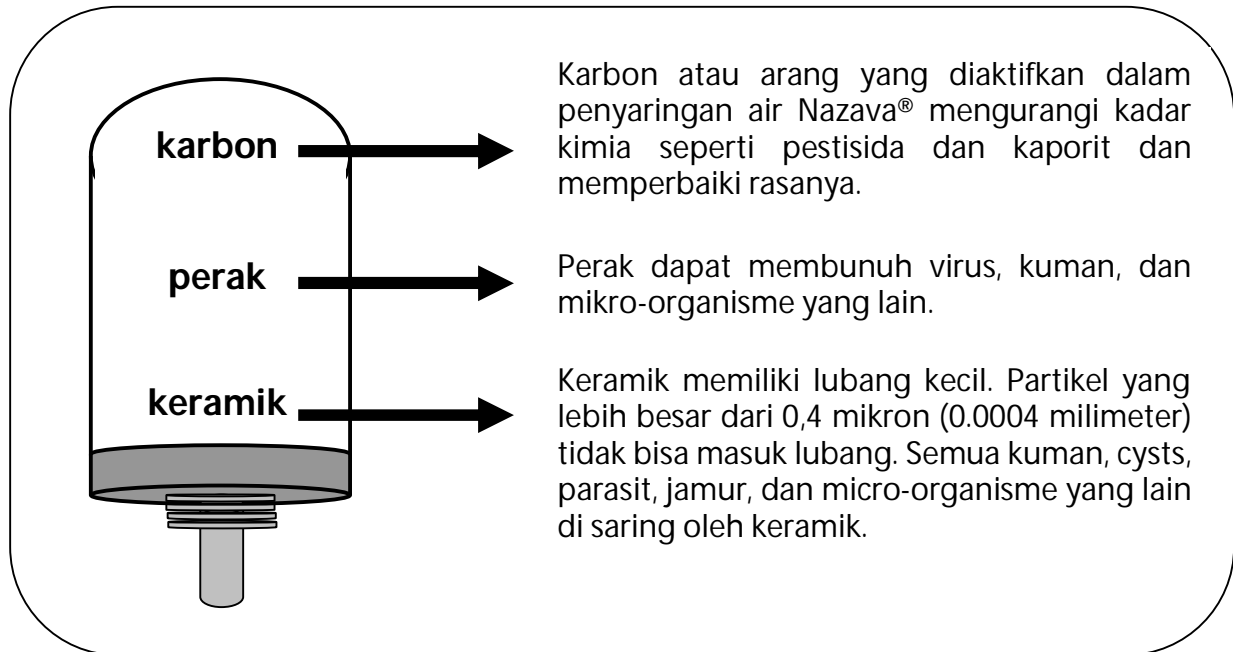 karbon
Karbon atau arang yang diaktifkan dalam
penyaringan air Nazava® mengurangi kadar
kimia seperti pestisida dan kaporit dan
memperbaiki rasanya.
perak
Perak dapat membunuh virus, kuman, dan
mikro-organisme yang lain.
keramik
Keramik memiliki lubang kecil. Partikel yang
lebih besar dari 0,4 mikron (0.0004 milimeter)
tidak bisa masuk lubang. Semua kuman, cysts,
parasit, jamur, dan micro-organisme yang lain
di saring oleh keramik.